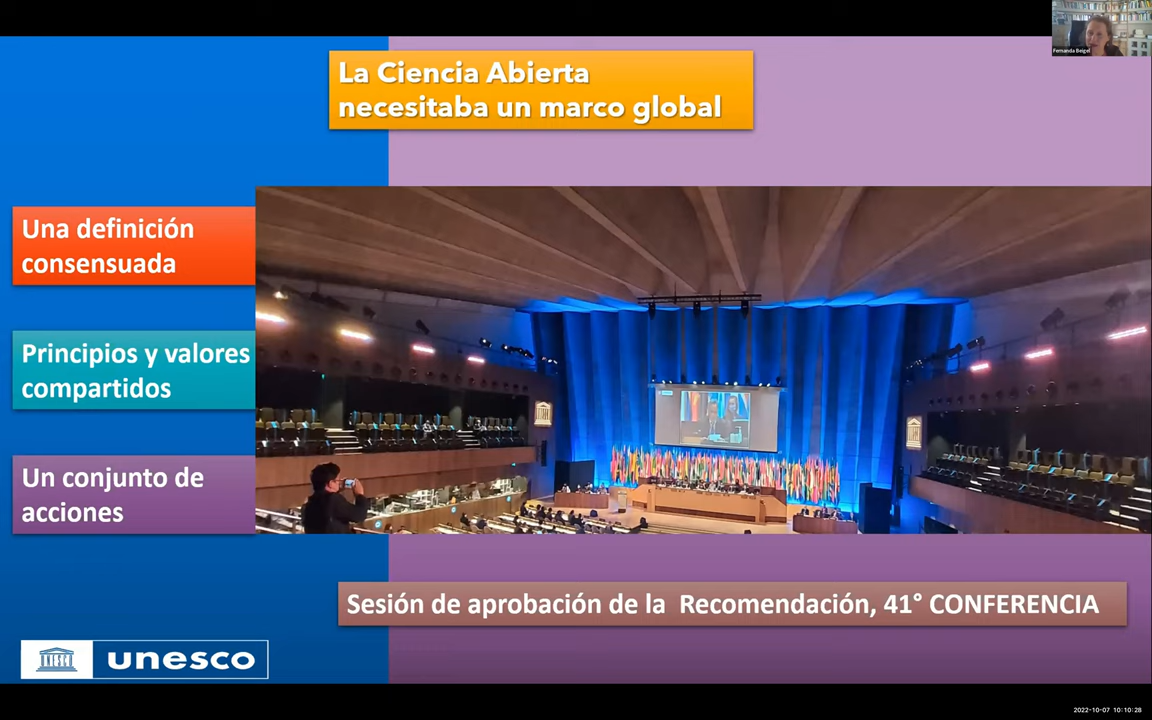 Fernanda Beigel
La Ciencia Abierta
necesitaba un marco global
Una definición
consensuada
Principios y valores
compartidos
Un conjunto de
acciones
Sesión de aprobación de la  Recomendación, 41° CONFERENCIA
UNESCO
unesco
2022-10-07 10:10:28